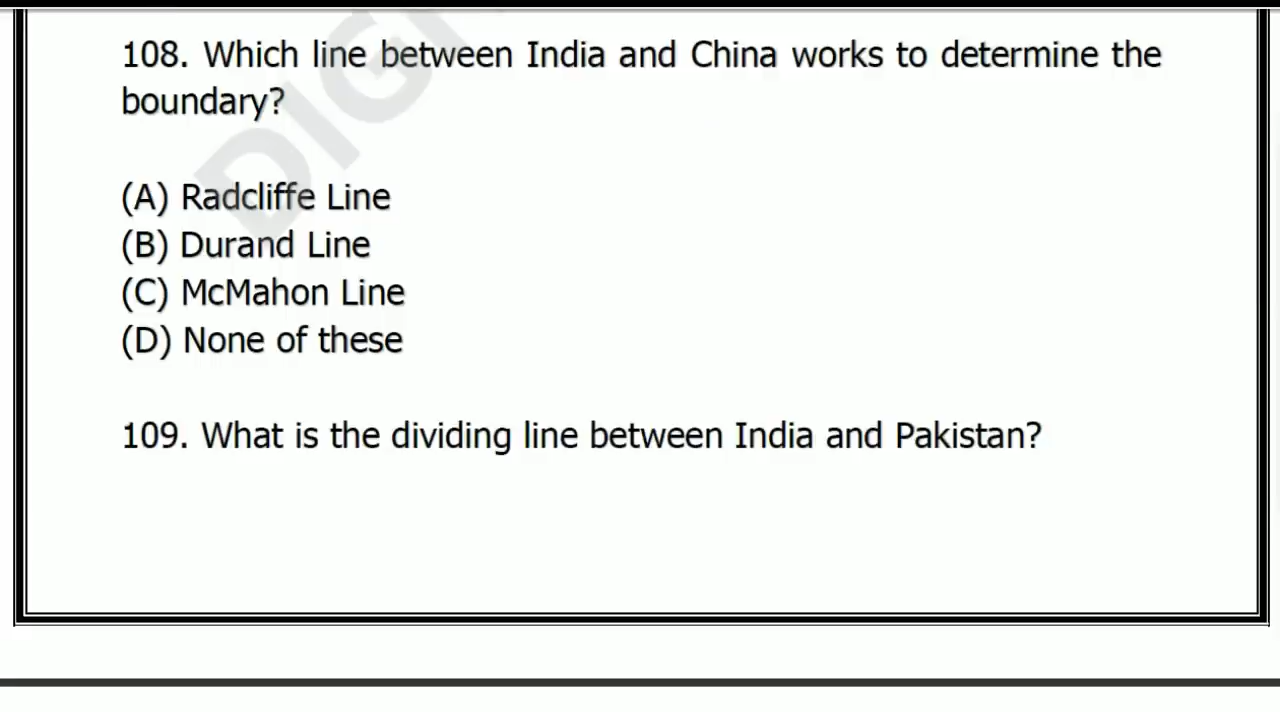 108. Which line between India and China works to determine the
boundary?
(A) Radcliffe Line
(B) Durand Line
(C) McMahon Line
(D) None of these
109. What is the dividing line between India and Pakistan?